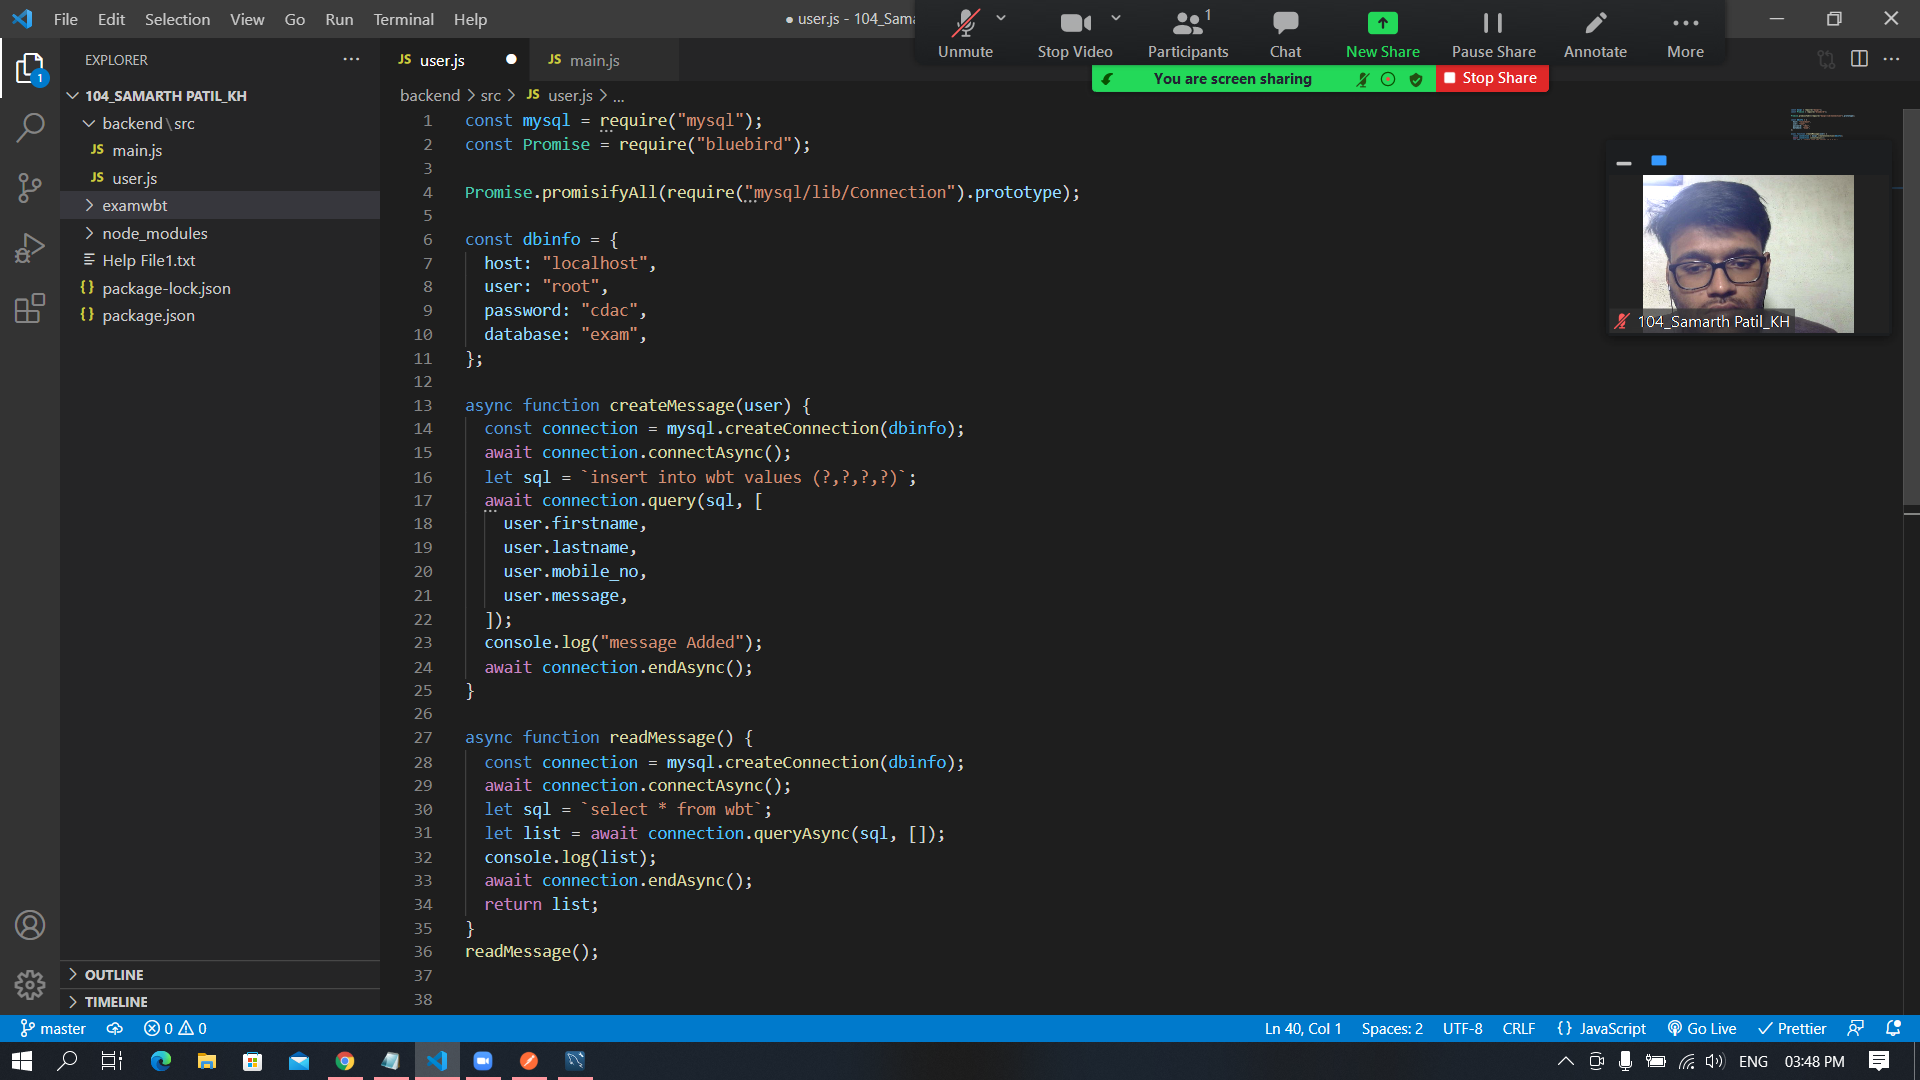 File Edit Selection View Go Run Terminal Help
● user.js - 104_Sama
Unmute
Stop Video
Participants 1
Chat
New Share
Pause Share
Annotate
More
You are screen sharing
Stop Share
EXPLORER
104_SAMARTH PATIL_KH
backend\src
JS main.js
JS user.js
examwbt
node_modules
Help File1.txt
{} package-lock.json
{} package.json
OUTLINE
TIMELINE
1
JS user.js
JS main.js
backend > src > JS user.js > ...
1 const mysql = require("mysql");
2 const Promise = require("bluebird");
3
4 Promise.promisifyAll(require("mysql/lib/Connection").prototype);
5
6 const dbinfo = {
7 host: "localhost",
8 user: "root",
9 password: "cdac",
10 database: "exam",
11 };
12
13 async function createMessage(user) {
14 const connection = mysql.createConnection(dbinfo);
15 await connection.connectAsync();
16 let sql = `insert into wbt values (?,?,?,?)`;
17 await connection.query(sql, [
18 user.firstname,
19 user.lastname,
20 user.mobile_no,
21 user.message,
22 ]);
23 console.log("message Added");
24 await connection.endAsync();
25 }
26
27 async function readMessage() {
28 const connection = mysql.createConnection(dbinfo);
29 await connection.connectAsync();
30 let sql = `select * from wbt`;
31 let list = await connection.queryAsync(sql, []);
32 console.log(list);
33 await connection.endAsync();
34 return list;
35 }
36 readMessage();
37
38
104_Samarth Patil_KH
master 0 0
Ln 40, Col 1 Spaces: 2 UTF-8 CRLF {} JavaScript Go Live Prettier
ENG 03:48 PM